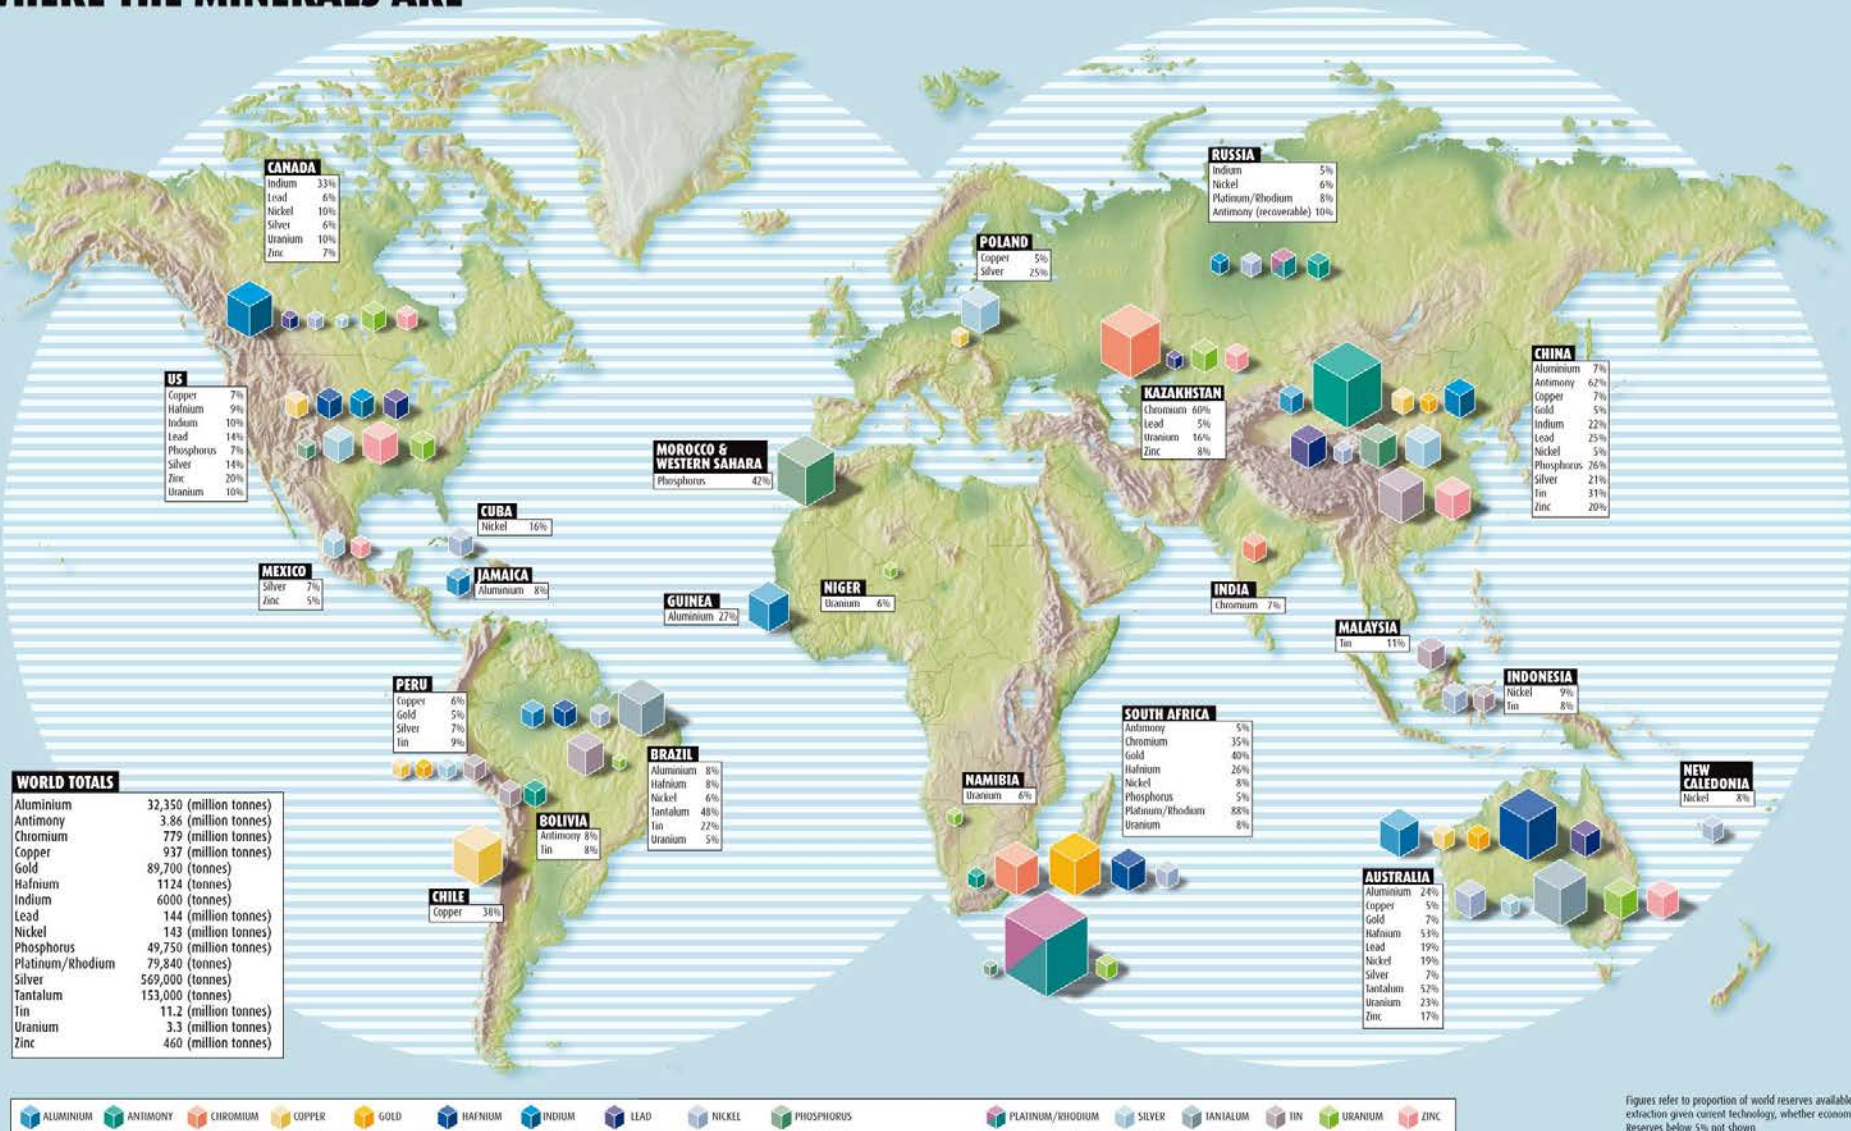 WHERE THE MINERALS ARE
CANADA
Indium 33%
Lead 6%
Nickel 10%
Silver 6%
Uranium 10%
Zinc 7%
RUSSIA
Indium 5%
Nickel 6%
Platinum/Rhodium 8%
Antimony (recoverable) 10%
POLAND
Copper 5%
Silver 25%
US
Copper 7%
Hafnium 9%
Indium 10%
Lead 14%
Phosphorus 7%
Silver 14%
Zinc 20%
Uranium 10%
KAZAKHSTAN
Chromium 60%
Lead 5%
Uranium 16%
Zinc 8%
CHINA
Aluminium 7%
Antimony 62%
Copper 7%
Gold 5%
Indium 22%
Lead 25%
Nickel 5%
Phosphorus 26%
Silver 21%
Tin 31%
Zinc 20%
MOROCCO &
WESTERN SAHARA
Phosphorus 42%
CUBA
Nickel 16%
MEXICO
Silver 7%
Zinc 5%
JAMAICA
Aluminium 8%
GUINEA
Aluminium 27%
NIGER
Uranium 6%
INDIA
Chromium 7%
MALAYSIA
Tin 11%
INDONESIA
Nickel 9%
Tin 8%
PERU
Copper 6%
Gold 5%
Silver 7%
Tin 9%
BRAZIL
Aluminium 8%
Hafnium 8%
Nickel 6%
Tantalum 48%
Tin 22%
Uranium 5%
BOLIVIA
Antimony 8%
Tin 8%
CHILE
Copper 38%
NAMIBIA
Uranium 6%
SOUTH AFRICA
Antimony 5%
Chromium 35%
Gold 40%
Hafnium 26%
Nickel 8%
Phosphorus 5%
Platinum/Rhodium 88%
Uranium 8%
NEW
CALEDONIA
Nickel 8%
AUSTRALIA
Aluminium 24%
Copper 5%
Gold 7%
Hafnium 53%
Lead 19%
Nickel 19%
Silver 7%
Tantalum 52%
Uranium 23%
Zinc 17%
WORLD TOTALS
Aluminium 32,350 (million tonnes)
Antimony 3.86 (million tonnes)
Chromium 779 (million tonnes)
Copper 937 (million tonnes)
Gold 89,700 (tonnes)
Hafnium 1124 (tonnes)
Indium 6000 (tonnes)
Lead 144 (million tonnes)
Nickel 143 (million tonnes)
Phosphorus 49,750 (million tonnes)
Platinum/Rhodium 79,840 (tonnes)
Silver 569,000 (tonnes)
Tantalum 153,000 (tonnes)
Tin 11.2 (million tonnes)
Uranium 3.3 (million tonnes)
Zinc 460 (million tonnes)
ALUMINIUM ANTIMONY CHROMIUM COPPER GOLD HAFNIUM INDIUM LEAD NICKEL PHOSPHORUS PLATINUM/RHODIUM SILVER TANTALUM TIN URANIUM ZINC
Figures refer to proportion of world reserves available
extraction given current technology, whether econom
Reserves below 5% not shown